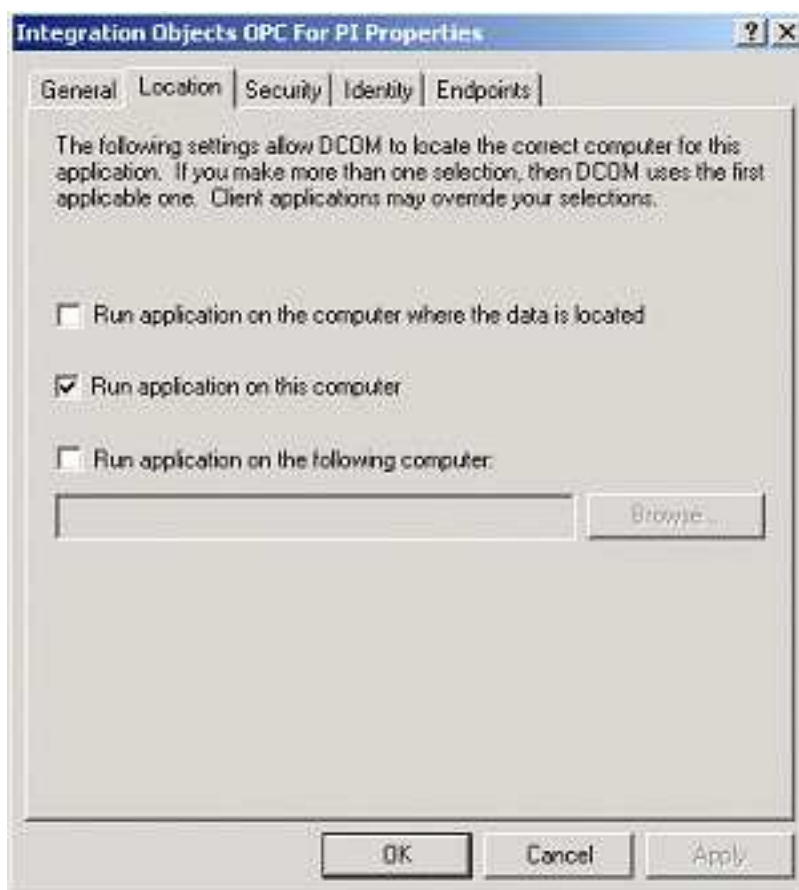 Integration Objects OPC For PI Properties
General Location Security Identity Endpoints
The following settings allow DCOM to locate the correct computer for this
application. If you make more than one selection, then DCOM uses the first
applicable one. Client applications may override your selections.
Run application on the computer where the data is located
Run application on this computer
Run application on the following computer:
Browse...
OK Cancel Apply